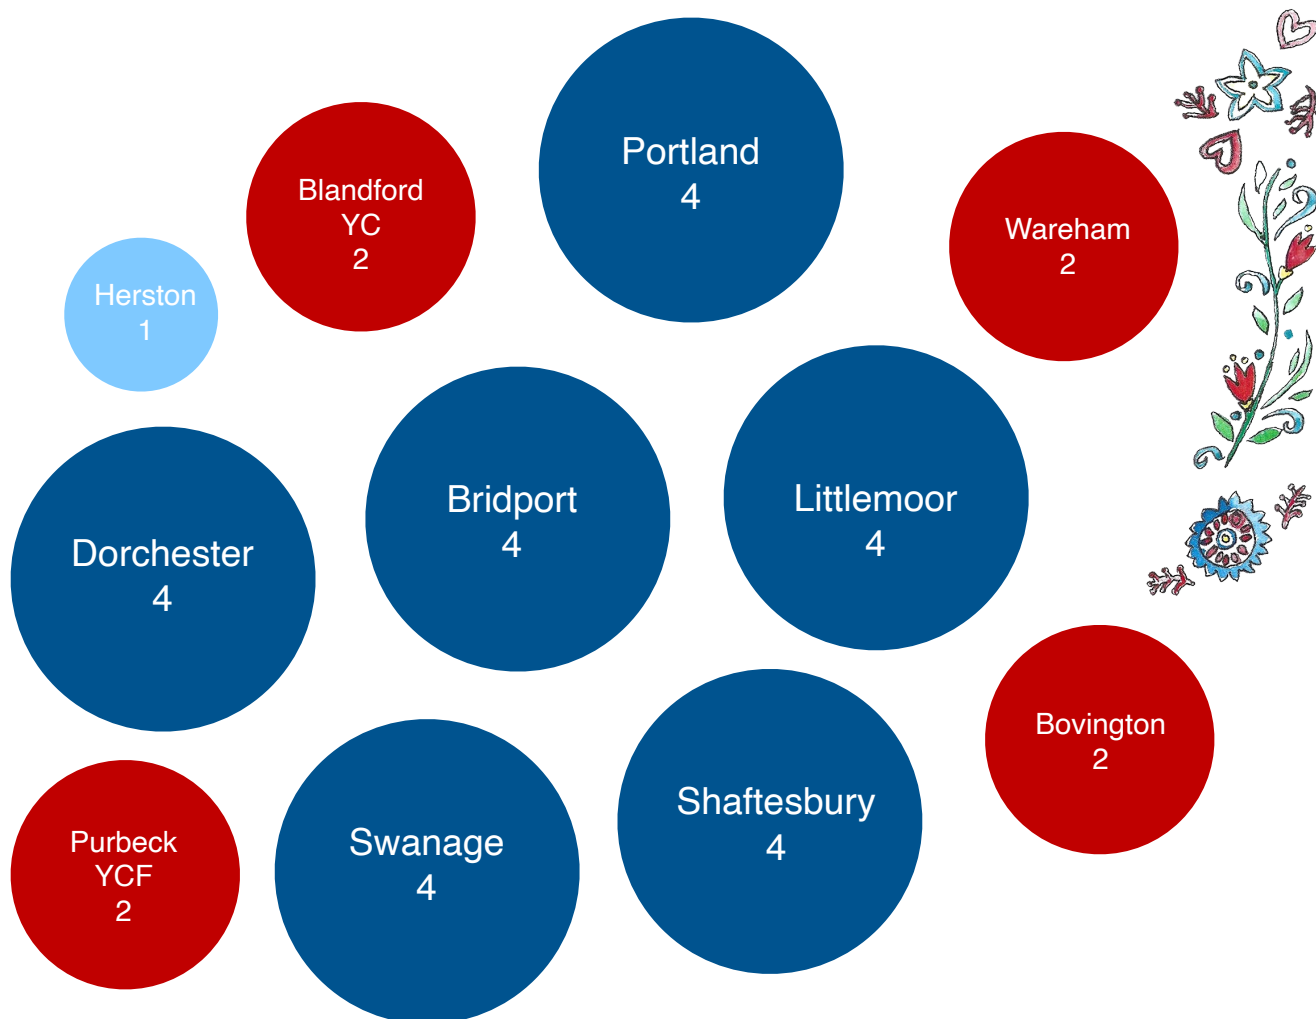 Portland
4
Blandford
YC
2
Wareham
2
Herston
1
Bridport
4
Littlemoor
4
Dorchester
4
Bovington
2
Shaftesbury
4
Swanage
4
Purbeck
YCF
2